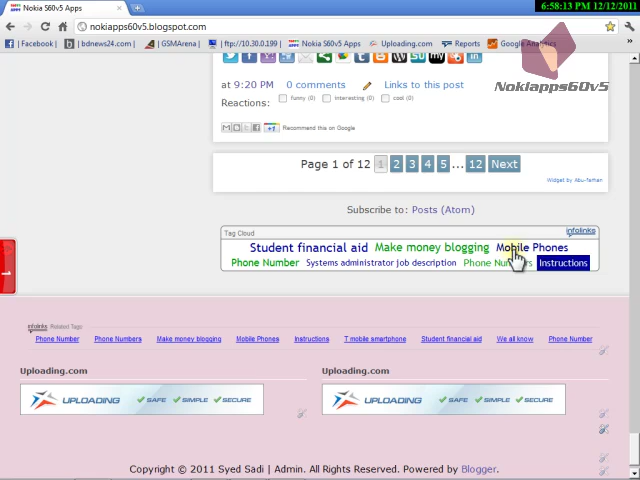 Nokia S60v5 Apps
6:58:13 PM 12/12/2011
nokiapps60v5.blogspot.com
| Facebook |
| bdnews24.com |
| GSMArena |
| ftp://10.30.0.199 |
Nokia S60 v5 Apps
Uploading.com
Reports
Google Analytics
Nokiapps60v5
at 9:20 PM 0 comments Links to this post
Reactions: funny (0) interesting (0) cool (0)
+1 Recommend this on Google
Page 1 of 12 1 2 3 4 5 ... 12 Next
Widget by Abu-farhan
Subscribe to: Posts (Atom)
Tag Cloud infolinks
Student financial aid Make money blogging Mobile Phones
Phone Number Systems administrator job description Phone Numbers Instructions
1
infolinks Related Tags
Phone Number Phone Numbers Make money blogging Mobile Phones Instructions T mobile smartphone Student financial aid We all know Phone Number
Uploading.com Uploading.com
UPLOADING SAFE SIMPLE SECURE UPLOADING SAFE SIMPLE SECURE
Copyright © 2011 Syed Sadi | Admin. All Rights Reserved. Powered by Blogger.